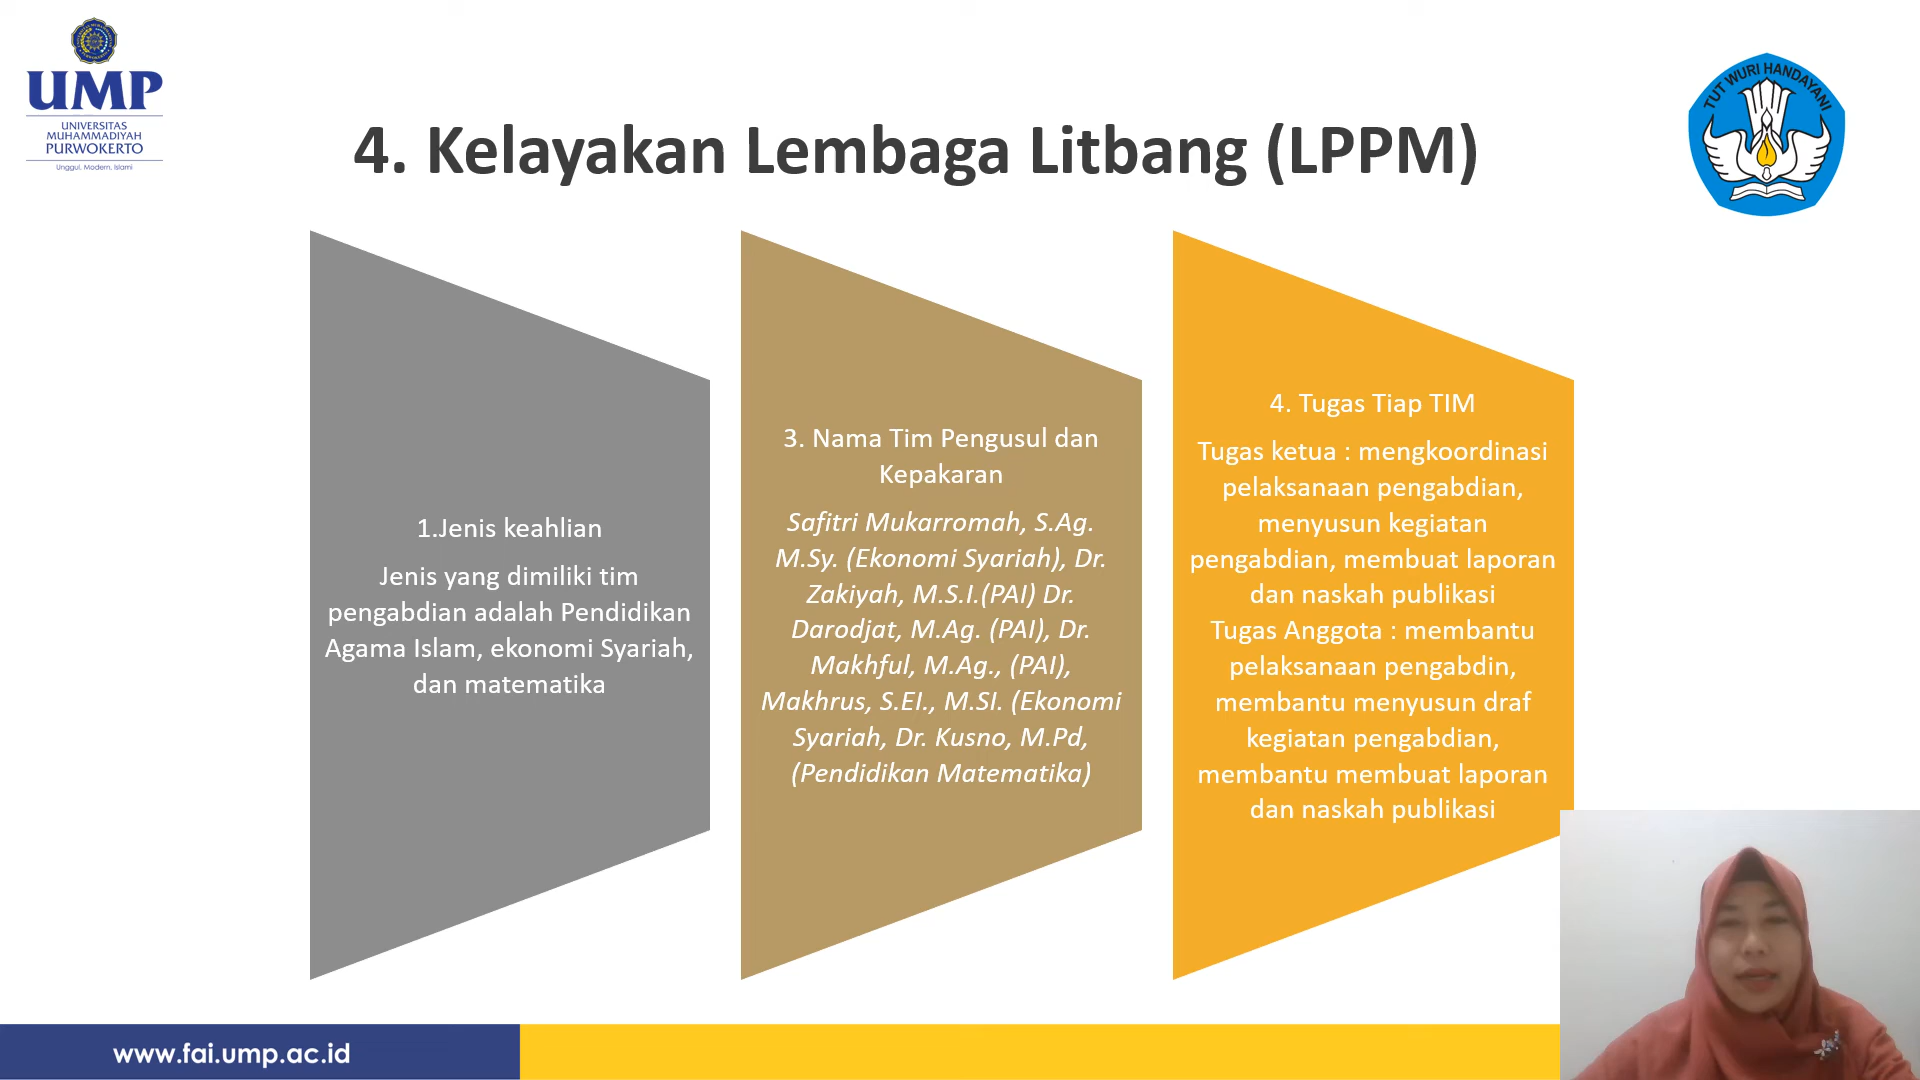 UMP
UNIVERSITAS
MUHAMMADIYAH
PURWOKERTO
Unggul, Modern, Islami
TUT WURI HANDAYANI
4. Kelayakan Lembaga Litbang (LPPM)
1.Jenis keahlian
Jenis yang dimiliki tim
pengabdian adalah Pendidikan
Agama Islam, ekonomi Syariah,
dan matematika
3. Nama Tim Pengusul dan
Kepakaran
Safitri Mukarromah, S.Ag.
M.Sy. (Ekonomi Syariah), Dr.
Zakiyah, M.S.I.(PAI) Dr.
Darodjat, M.Ag. (PAI), Dr.
Makhful, M.Ag., (PAI),
Makhrus, S.EI., M.SI. (Ekonomi
Syariah, Dr. Kusno, M.Pd,
(Pendidikan Matematika)
4. Tugas Tiap TIM
Tugas ketua : mengkoordinasi
pelaksanaan pengabdian,
menyusun kegiatan
pengabdian, membuat laporan
dan naskah publikasi
Tugas Anggota : membantu
pelaksanaan pengabdin,
membantu menyusun draf
kegiatan pengabdian,
membantu membuat laporan
dan naskah publikasi
www.fai.ump.ac.id